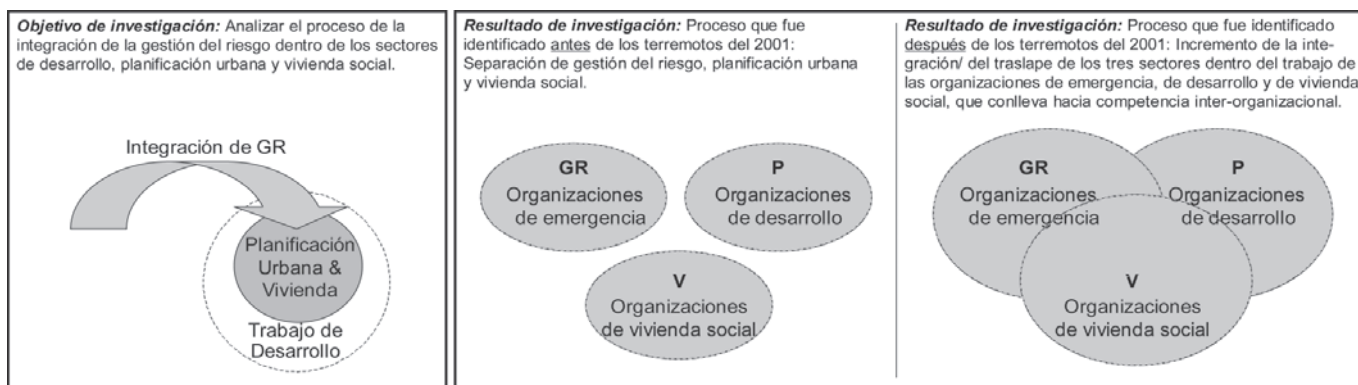 Objetivo de investigación: Analizar el proceso de la
integración de la gestión del riesgo dentro de los sectores
de desarrollo, planificación urbana y vivienda social.
Integración de GR
Planificación
Urbana &
Vivienda
Trabajo de
Desarrollo
Resultado de investigación: Proceso que fue
identificado antes de los terremotos del 2001:
Separación de gestión del riesgo, planificación urbana
y vivienda social.
GR
Organizaciones
de emergencia
P
Organizaciones
de desarrollo
V
Organizaciones
de vivienda social
Resultado de investigación: Proceso que fue identificado
después de los terremotos del 2001: Incremento de la inte-
gración/ del traslape de los tres sectores dentro del trabajo de
las organizaciones de emergencia, de desarrollo y de vivienda
social, que conlleva hacia competencia inter-organizacional.
GR
Organizaciones
de emergencia
P
Organizaciones
de desarrollo
V
Organizaciones
de vivienda social